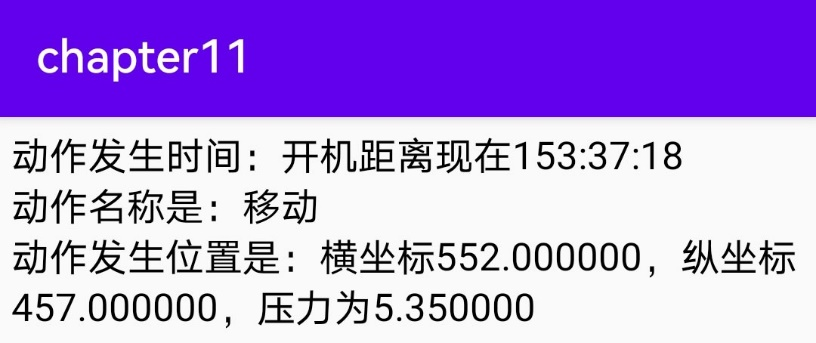 chapter11
动作发生时间：开机距离现在153:37:18
动作名称是：移动
动作发生位置是：横坐标552.000000，纵坐标
457.000000，压力为5.350000